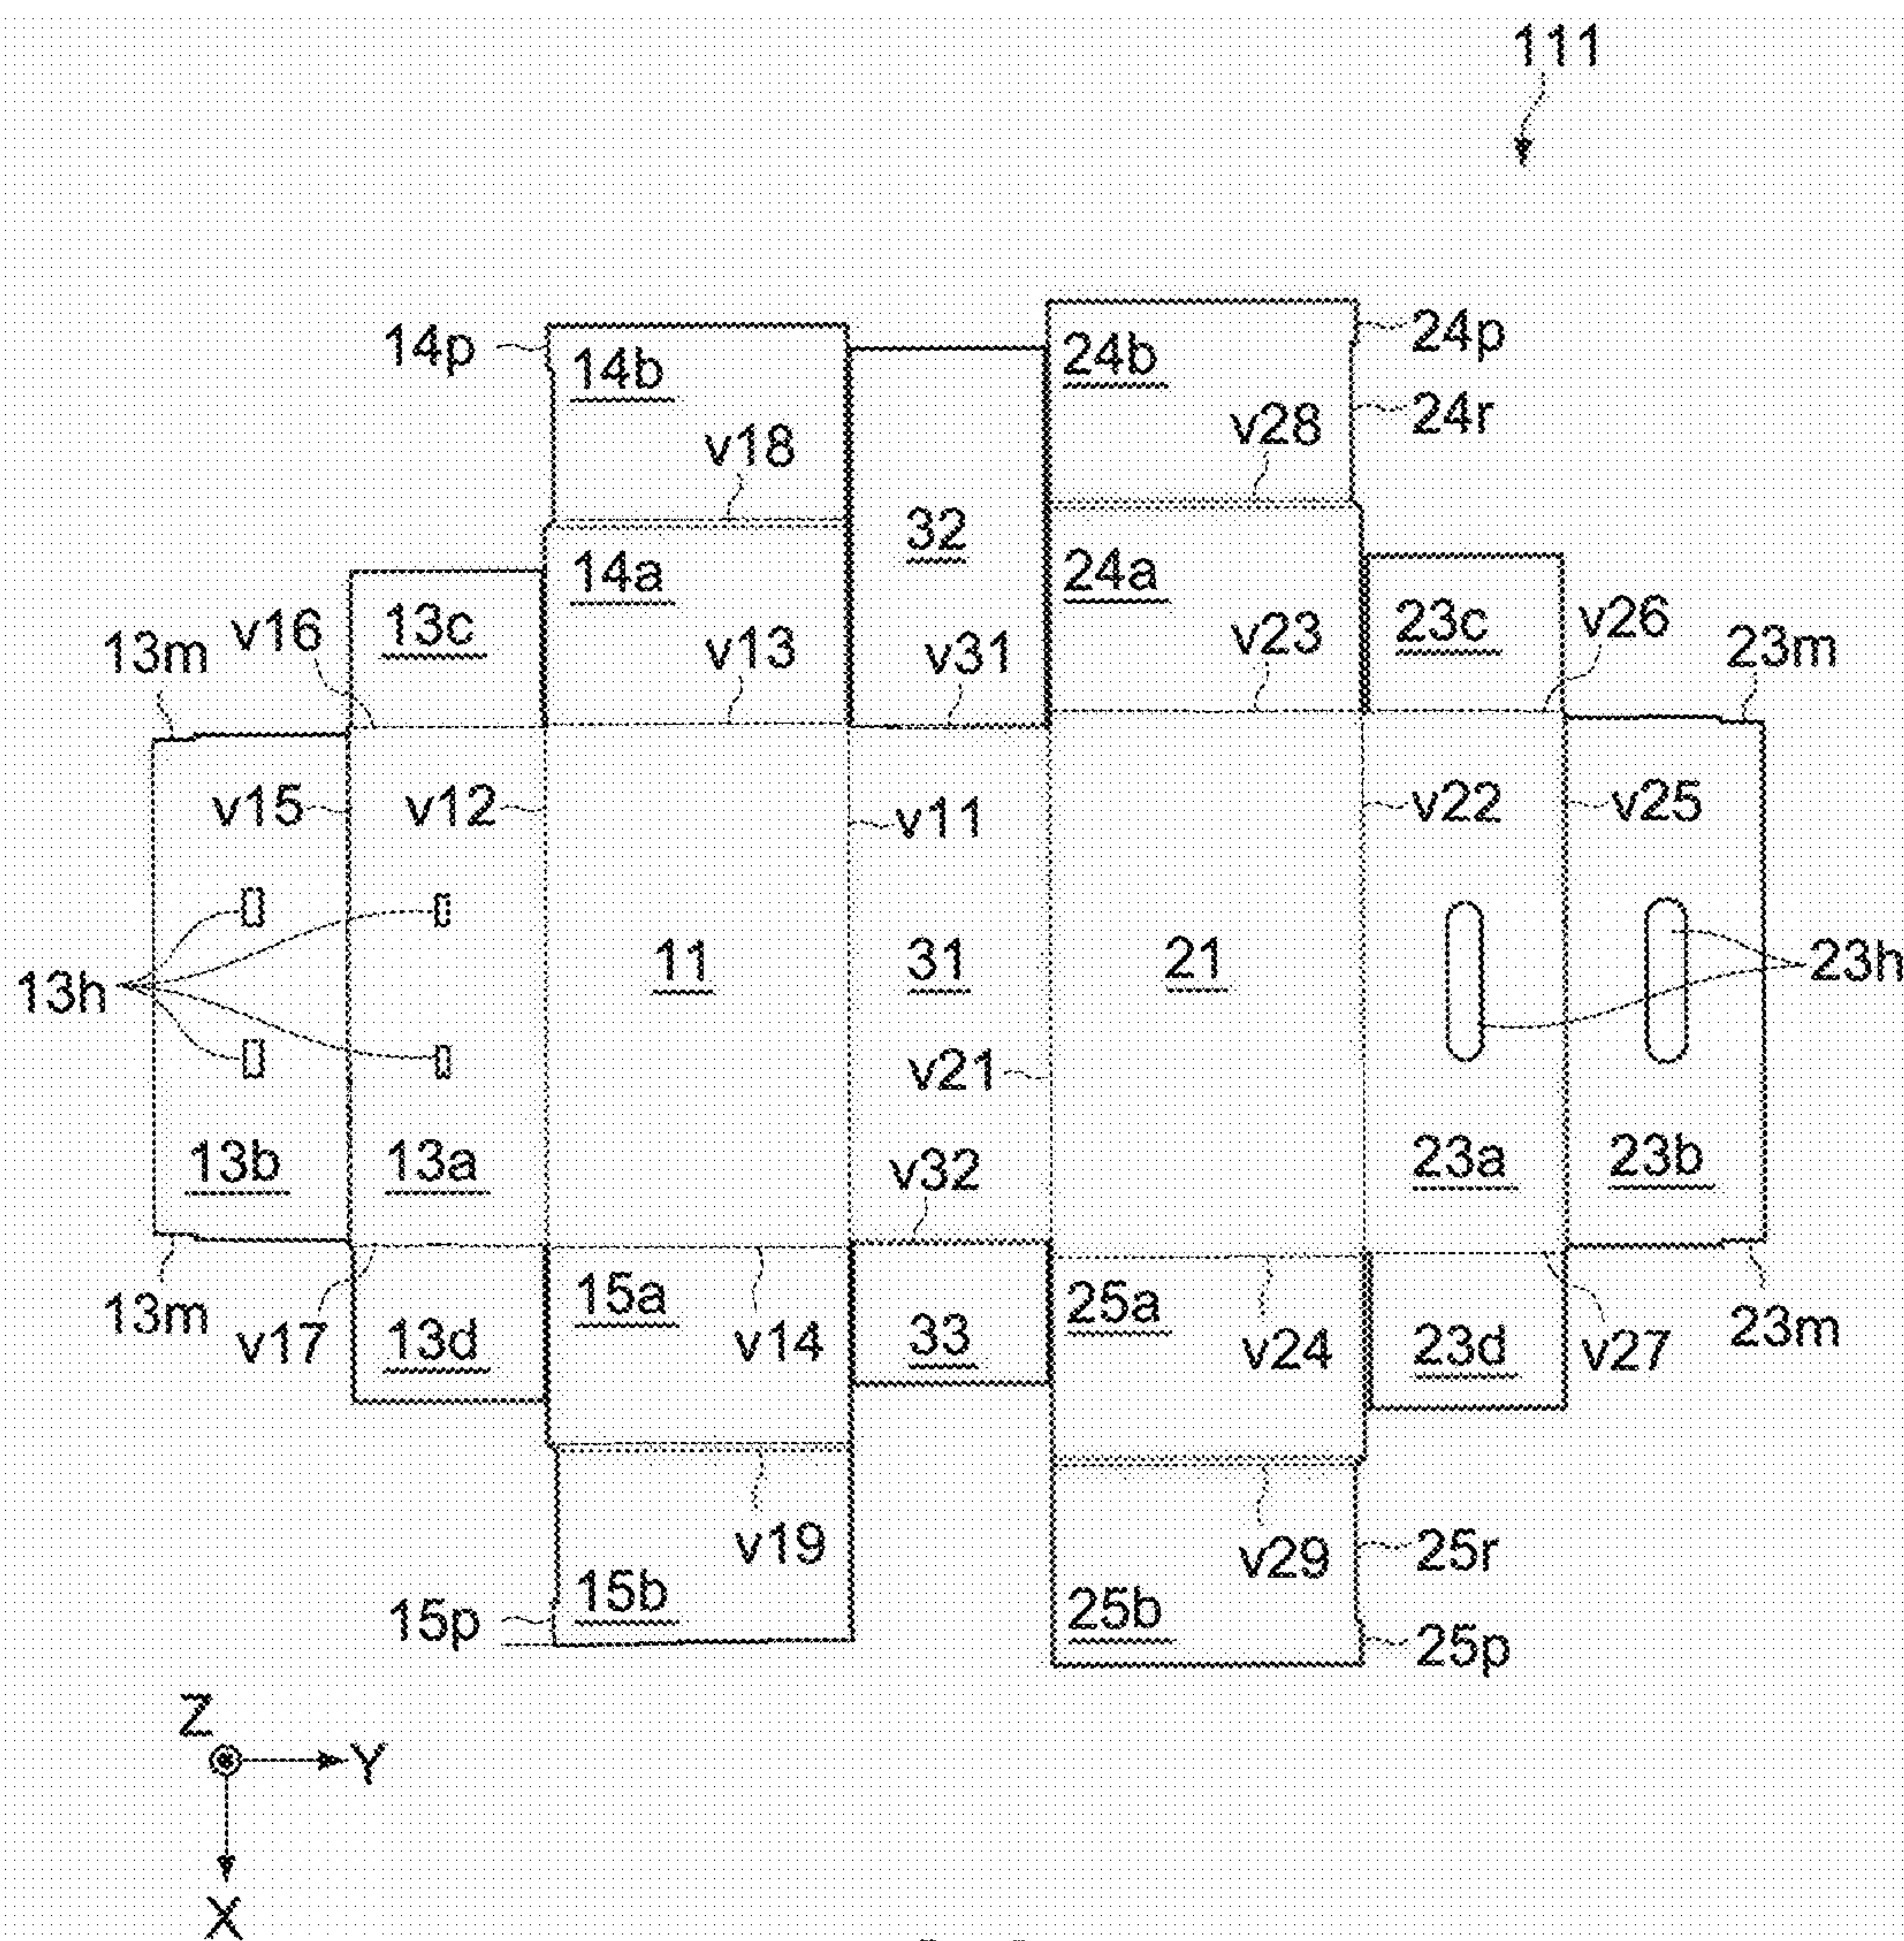 111
14p 14b 24b 24p
v18 v28 24r
32
14a 24a
13m v16 13c v13 v31 v23 23c v26 23m
v15 v12 v11 v22 v25
13h 11 31 21 23h
v21
13b 13a v32 23a 23b
13m v17 13d 15a v14 33 25a v24 23d v27 23m
v19 v29 25r
15p 15b 25b 25p
Z
Y
X